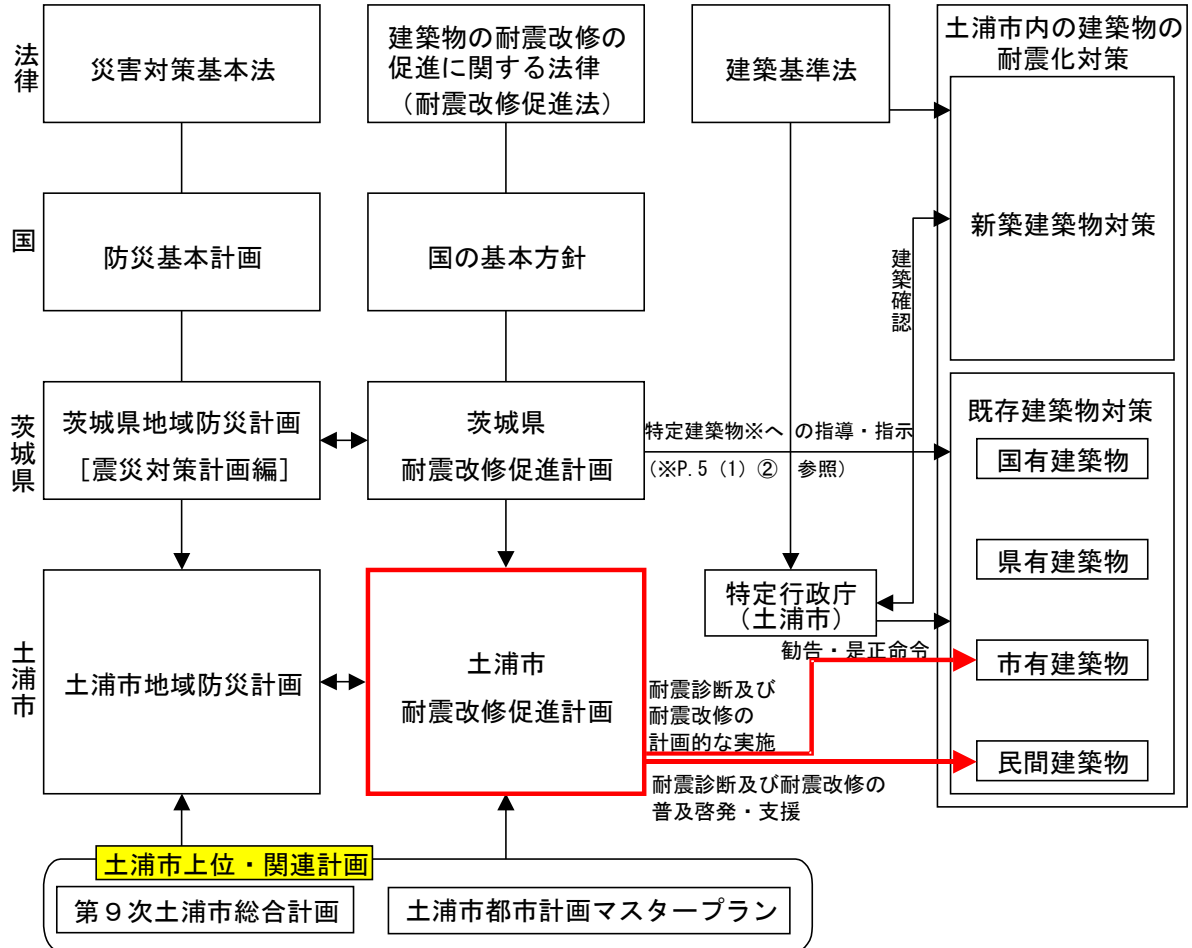 法律
災害対策基本法
建築物の耐震改修の
促進に関する法律
（耐震改修促進法）
建築基準法
土浦市内の建築物の
耐震化対策
国
防災基本計画
国の基本方針
建築確認
新築建築物対策
茨城県
茨城県地域防災計画
［震災対策計画編］
茨城県
耐震改修促進計画
特定建築物※への指導・指示
（※P.5（1）② 参照）
既存建築物対策
国有建築物
県有建築物
市有建築物
民間建築物
土浦市
土浦市地域防災計画
土浦市
耐震改修促進計画
特定行政庁
（土浦市）
勧告・是正命令
耐震診断及び
耐震改修の
計画的な実施
耐震診断及び耐震改修の
普及啓発・支援
土浦市上位・関連計画
第９次土浦市総合計画
土浦市都市計画マスタープラン